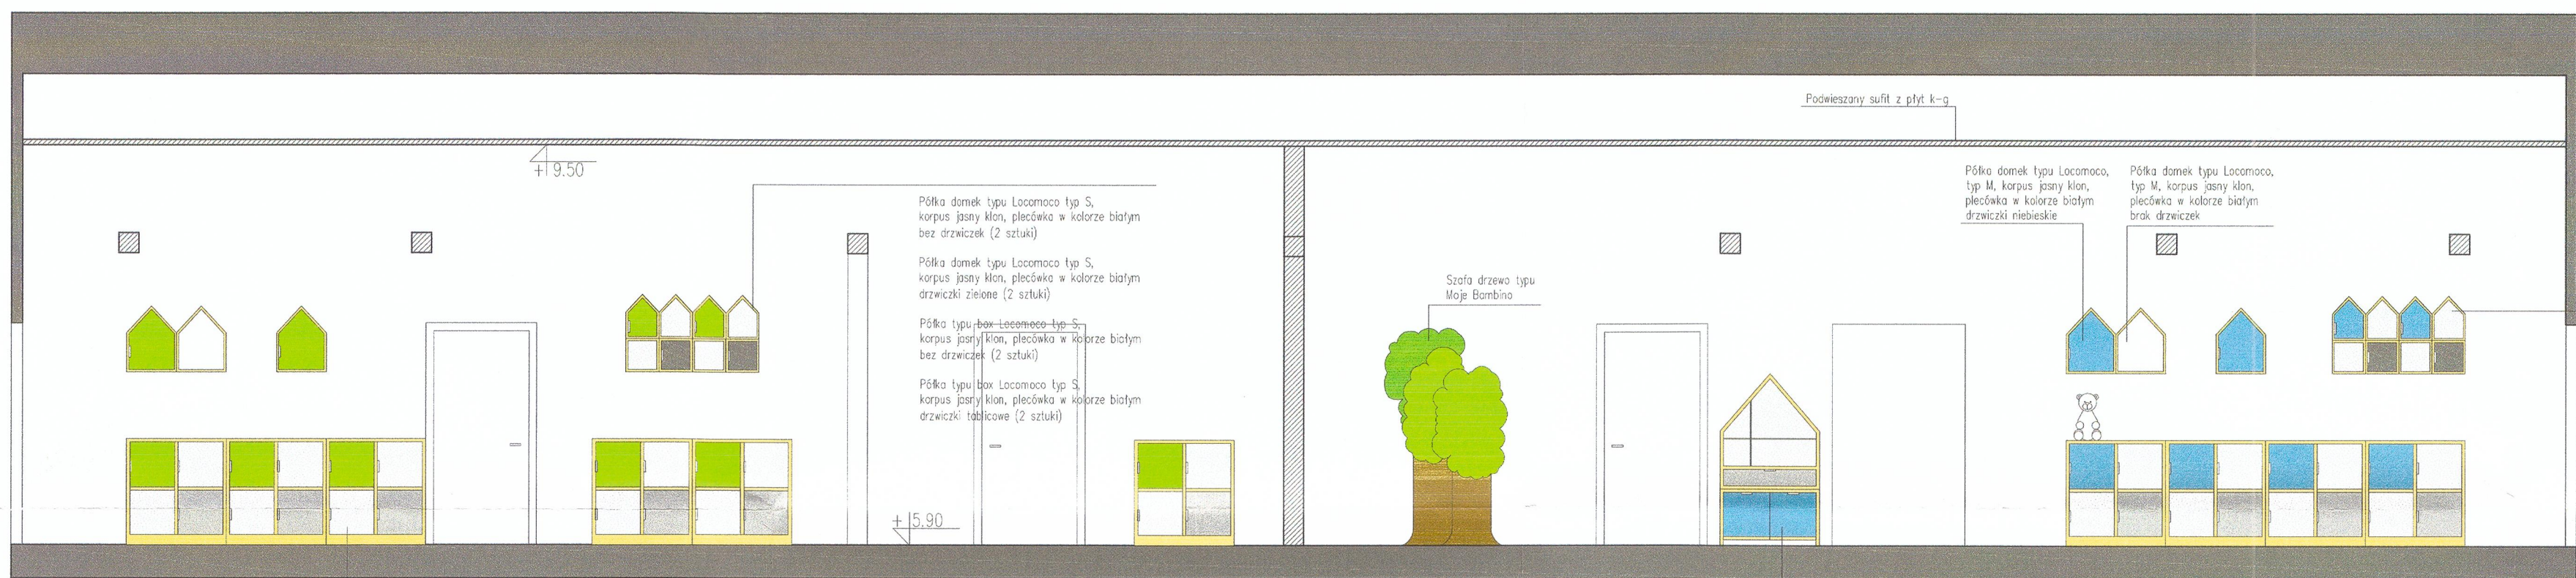 Podwieszany sufit z płyt k-g
+9.50
Półka domek typu Locomoco typ S,
korpus jasny klon, plecówka w kolorze białym
bez drzwiczek (2 sztuki)
Półka domek typu Locomoco typ S,
korpus jasny klon, plecówka w kolorze białym
drzwiczki zielone (2 sztuki)
Półka typu box Locomoco typ S,
korpus jasny klon, plecówka w kolorze białym
bez drzwiczek (2 sztuki)
Półka typu box Locomoco typ S,
korpus jasny klon, plecówka w kolorze białym
drzwiczki tablicowe (2 sztuki)
+5.90
Szafa drzewo typu
Moje Bambino
Półka domek typu Locomoco,
typ M, korpus jasny klon,
plecówka w kolorze białym
drzwiczki niebieskie
Półka domek typu Locomoco,
typ M, korpus jasny klon,
plecówka w kolorze białym
brak drzwiczek